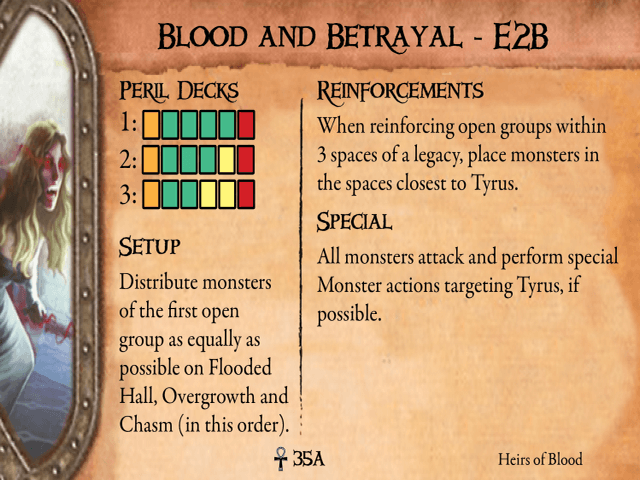 Blood and Betrayal - E2B
Peril Decks
1:
2:
3:
Setup
Distribute monsters
of the first open
group as equally as
possible on Flooded
Hall, Overgrowth and
Chasm (in this order).
Reinforcements
When reinforcing open groups within
3 spaces of a legacy, place monsters in
the spaces closest to Tyrus.
Special
All monsters attack and perform special
Monster actions targeting Tyrus, if
possible.
35A
Heirs of Blood